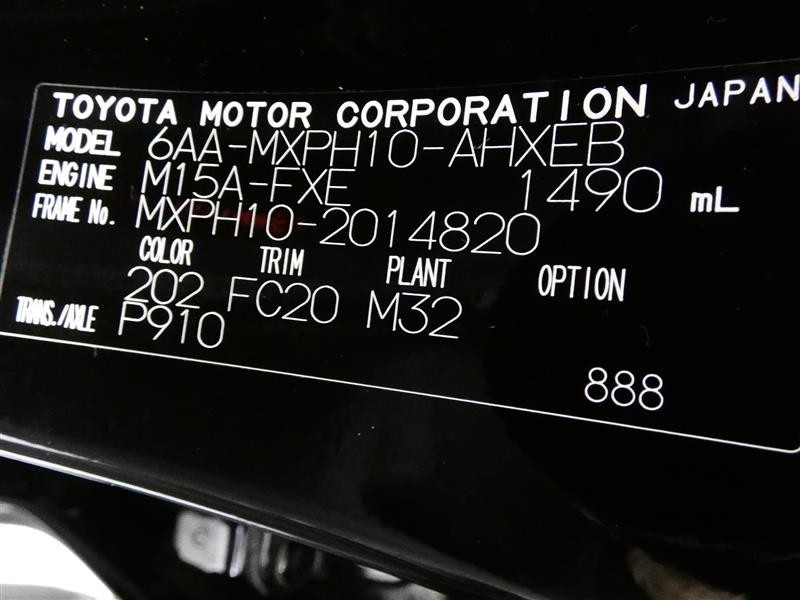 TOYOTA MOTOR CORPORATION JAPAN
MODEL 6AA-MXPH10-AHXEB
ENGINE M15A-FXE 1490 mL
FRAME No. MXPH10-2014820
COLOR TRIM PLANT OPTION
202 FC20 M32
TRANS./AXLE P910
888